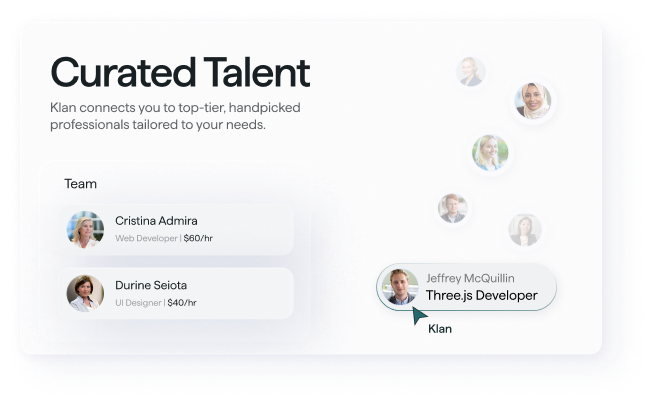 Curated Talent
Klan connects you to top-tier, handpicked
professionals tailored to your needs.
Team
Cristina Admira
Web Developer | $60/hr
Durine Seiota
UI Designer | $40/hr
Jeffrey McQuillin
Three.js Developer
Klan